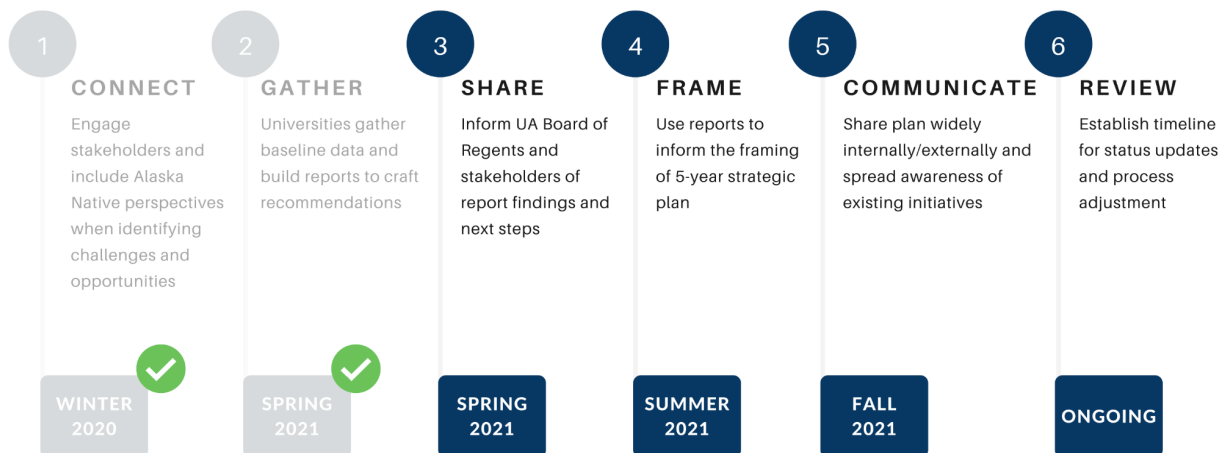 1
CONNECT
Engage
stakeholders and
include Alaska
Native perspectives
when identifying
challenges and
opportunities
WINTER
2020
2
GATHER
Universities gather
baseline data and
build reports to craft
recommendations
SPRING
2021
3
SHARE
Inform UA Board of
Regents and
stakeholders of
report findings and
next steps
SPRING
2021
4
FRAME
Use reports to
inform the framing
of 5-year strategic
plan
SUMMER
2021
5
COMMUNICATE
Share plan widely
internally/externally and
spread awareness of
existing initiatives
FALL
2021
6
REVIEW
Establish timeline
for status updates
and process
adjustment
ONGOING